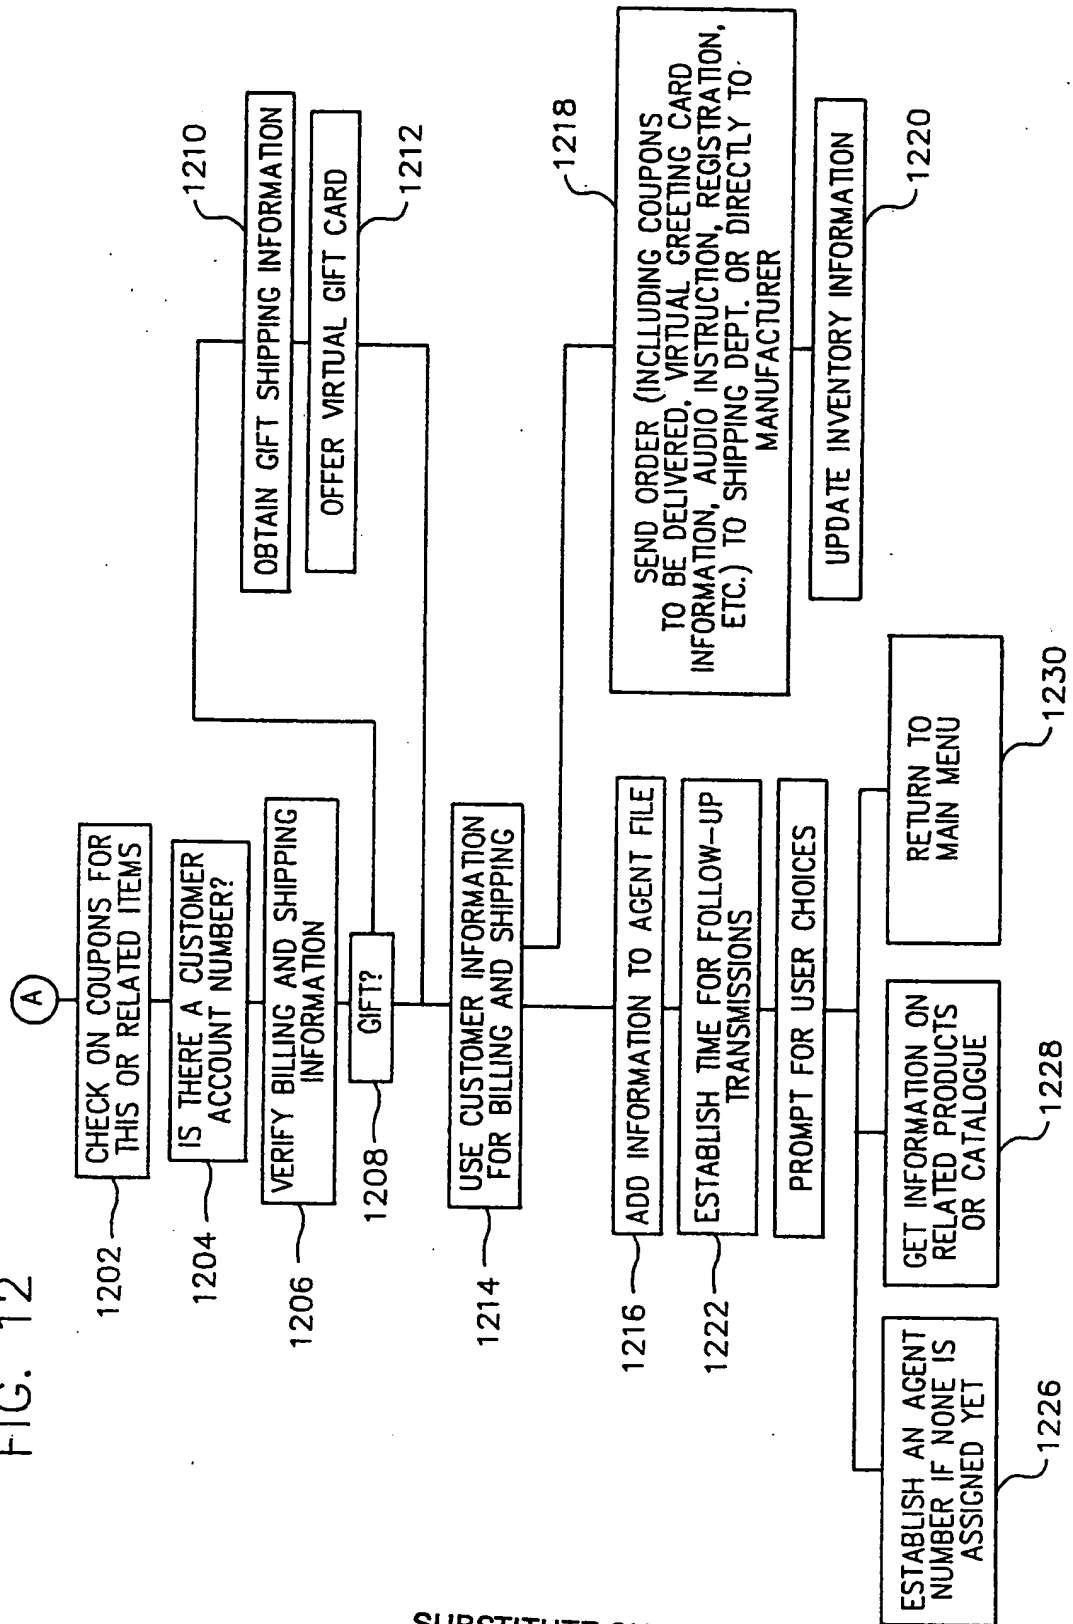 FIG. 12
A
CHECK ON COUPONS FOR
THIS OR RELATED ITEMS
1202
IS THERE A CUSTOMER
ACCOUNT NUMBER?
1204
VERIFY BILLING AND SHIPPING
INFORMATION
1206
GIFT?
1208
OBTAIN GIFT SHIPPING INFORMATION
1210
OFFER VIRTUAL GIFT CARD
1212
USE CUSTOMER INFORMATION
FOR BILLING AND SHIPPING
1214
ADD INFORMATION TO AGENT FILE
1216
SEND ORDER (INCLUDING COUPONS
TO BE DELIVERED, VIRTUAL GREETING CARD
INFORMATION, AUDIO INSTRUCTION, REGISTRATION,
ETC.) TO SHIPPING DEPT. OR DIRECTLY TO
MANUFACTURER
1218
UPDATE INVENTORY INFORMATION
1220
ESTABLISH TIME FOR FOLLOW-UP
TRANSMISSIONS
1222
PROMPT FOR USER CHOICES
ESTABLISH AN AGENT
NUMBER IF NONE IS
ASSIGNED YET
1226
GET INFORMATION ON
RELATED PRODUCTS
OR CATALOGUE
1228
RETURN TO
MAIN MENU
1230
SUBSTITUTE